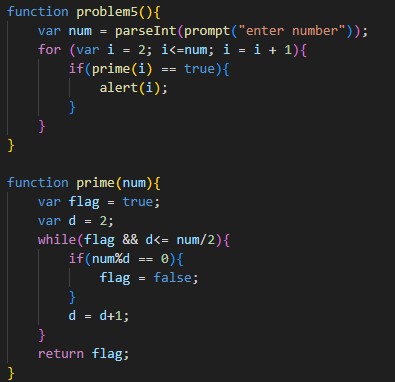 function problem5(){
    var num = parseInt(prompt("enter number"));
    for (var i = 2; i<=num; i = i + 1){
        if(prime(i) == true){
            alert(i);
        }
    }
}

function prime(num){
    var flag = true;
    var d = 2;
    while(flag && d<= num/2){
        if(num%d == 0){
            flag = false;
        }
        d = d+1;
    }
    return flag;
}